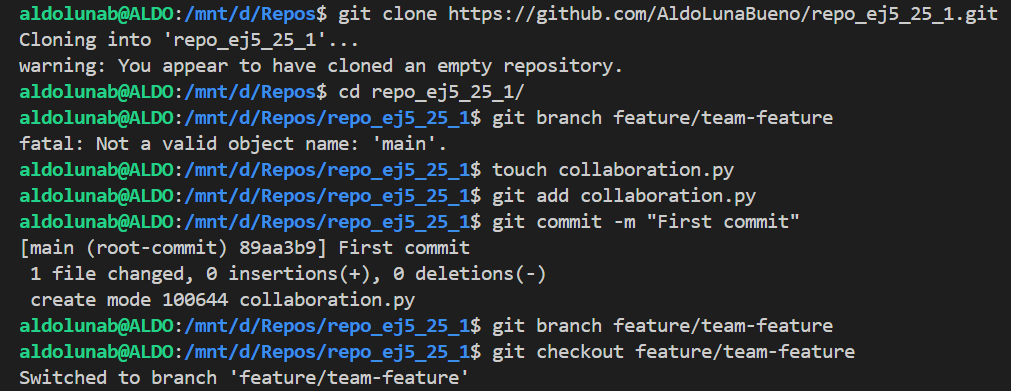 aldolunab@ALDO:/mnt/d/Repos$ git clone https://github.com/AldoLunaBueno/repo_ej5_25_1.git
Cloning into 'repo_ej5_25_1'...
warning: You appear to have cloned an empty repository.
aldolunab@ALDO:/mnt/d/Repos$ cd repo_ej5_25_1/
aldolunab@ALDO:/mnt/d/Repos/repo_ej5_25_1$ git branch feature/team-feature
fatal: Not a valid object name: 'main'.
aldolunab@ALDO:/mnt/d/Repos/repo_ej5_25_1$ touch collaboration.py
aldolunab@ALDO:/mnt/d/Repos/repo_ej5_25_1$ git add collaboration.py
aldolunab@ALDO:/mnt/d/Repos/repo_ej5_25_1$ git commit -m "First commit"
[main (root-commit) 89aa3b9] First commit
 1 file changed, 0 insertions(+), 0 deletions(-)
 create mode 100644 collaboration.py
aldolunab@ALDO:/mnt/d/Repos/repo_ej5_25_1$ git branch feature/team-feature
aldolunab@ALDO:/mnt/d/Repos/repo_ej5_25_1$ git checkout feature/team-feature
Switched to branch 'feature/team-feature'